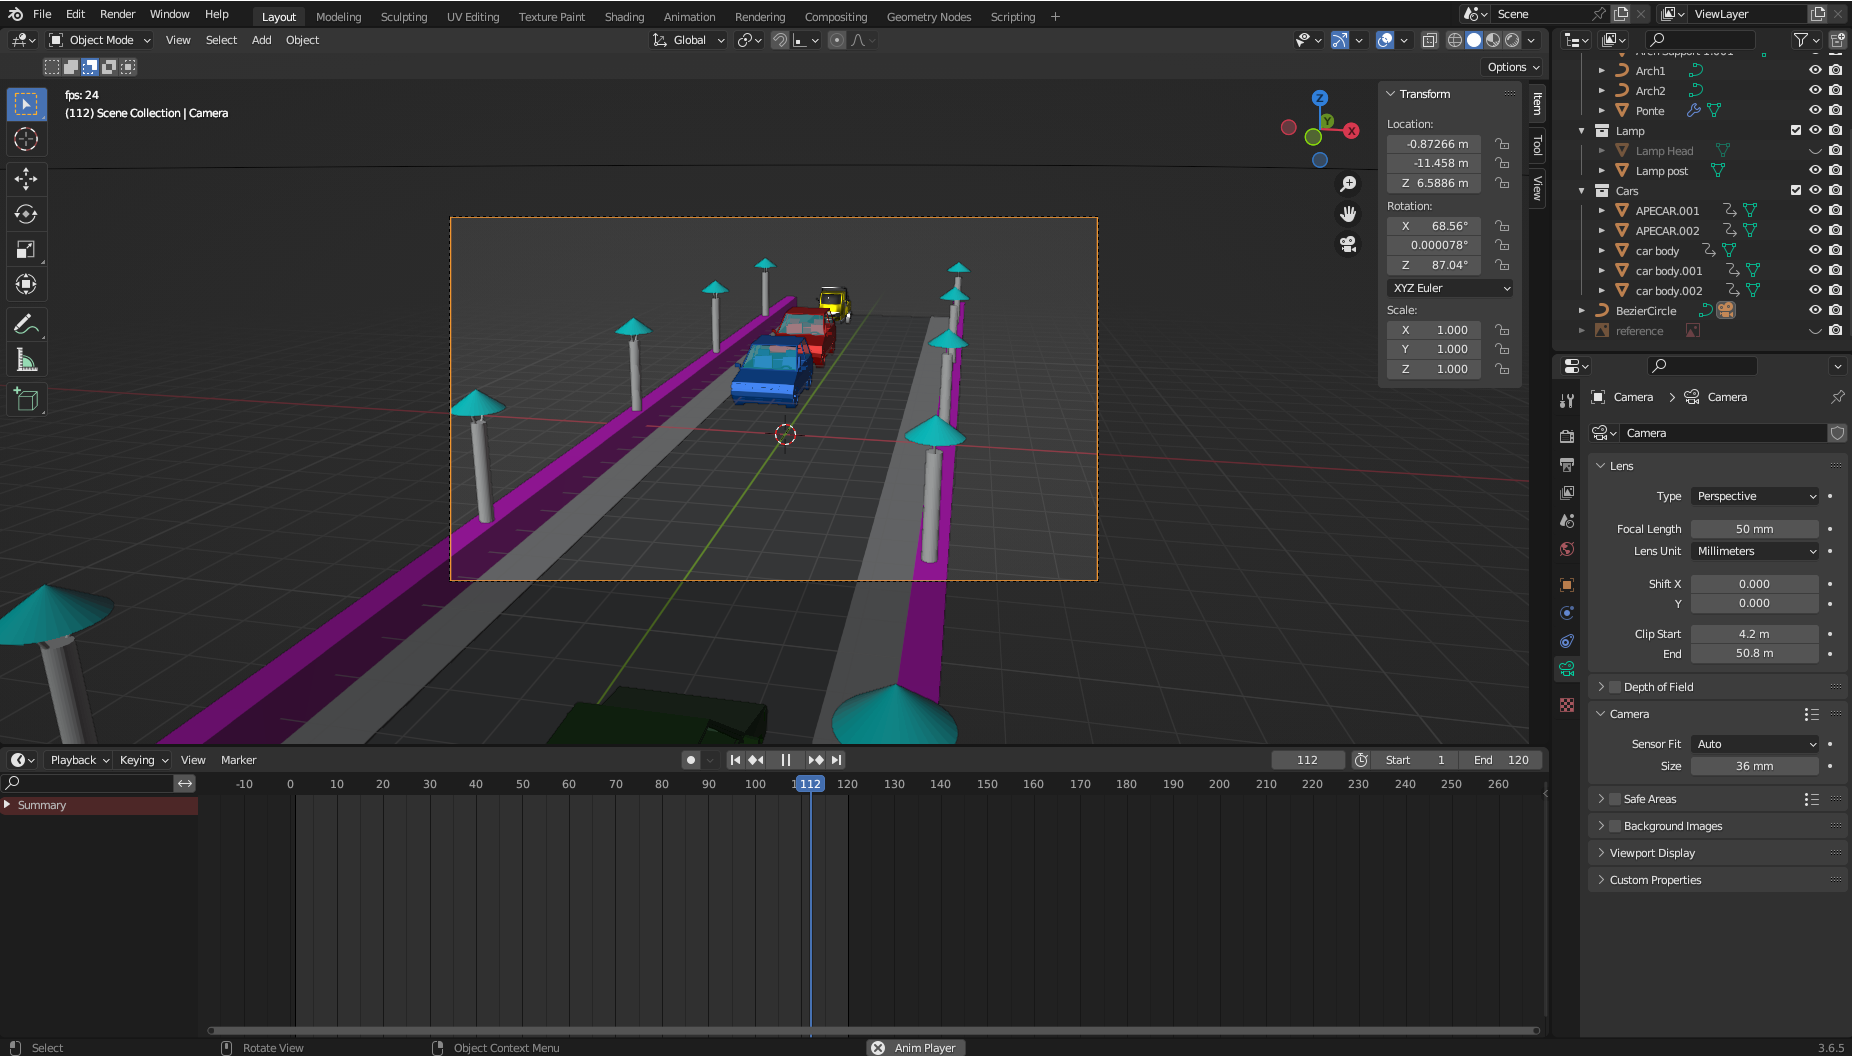 File Edit Render Window Help
Layout Modeling Sculpting UV Editing Texture Paint Shading Animation Rendering Compositing Geometry Nodes Scripting +
Scene
ViewLayer
Object Mode View Select Add Object
Global
Options
fps: 24
(112) Scene Collection | Camera
Z
Y
X
Transform
Location:
-0.87266 m
-11.458 m
Z 6.5886 m
Rotation:
X 68.56°
0.000078°
Z 87.04°
XYZ Euler
Scale:
X 1.000
Y 1.000
Z 1.000
Item
Tool
View
Arch1
Arch2
Ponte
Lamp
Lamp Head
Lamp post
Cars
APECAR.001
APECAR.002
car body
car body.001
car body.002
BezierCircle
reference
Camera > Camera
Camera
Lens
Type Perspective
Focal Length 50 mm
Lens Unit Millimeters
Shift X 0.000
Y 0.000
Clip Start 4.2 m
End 50.8 m
Depth of Field
Camera
Sensor Fit Auto
Size 36 mm
Safe Areas
Background Images
Viewport Display
Custom Properties
Playback Keying View Marker
112 Start 1 End 120
-10 0 10 20 30 40 50 60 70 80 90 100 112 120 130 140 150 160 170 180 190 200 210 220 230 240 250 260
Summary
Select Rotate View Object Context Menu Anim Player 3.6.5